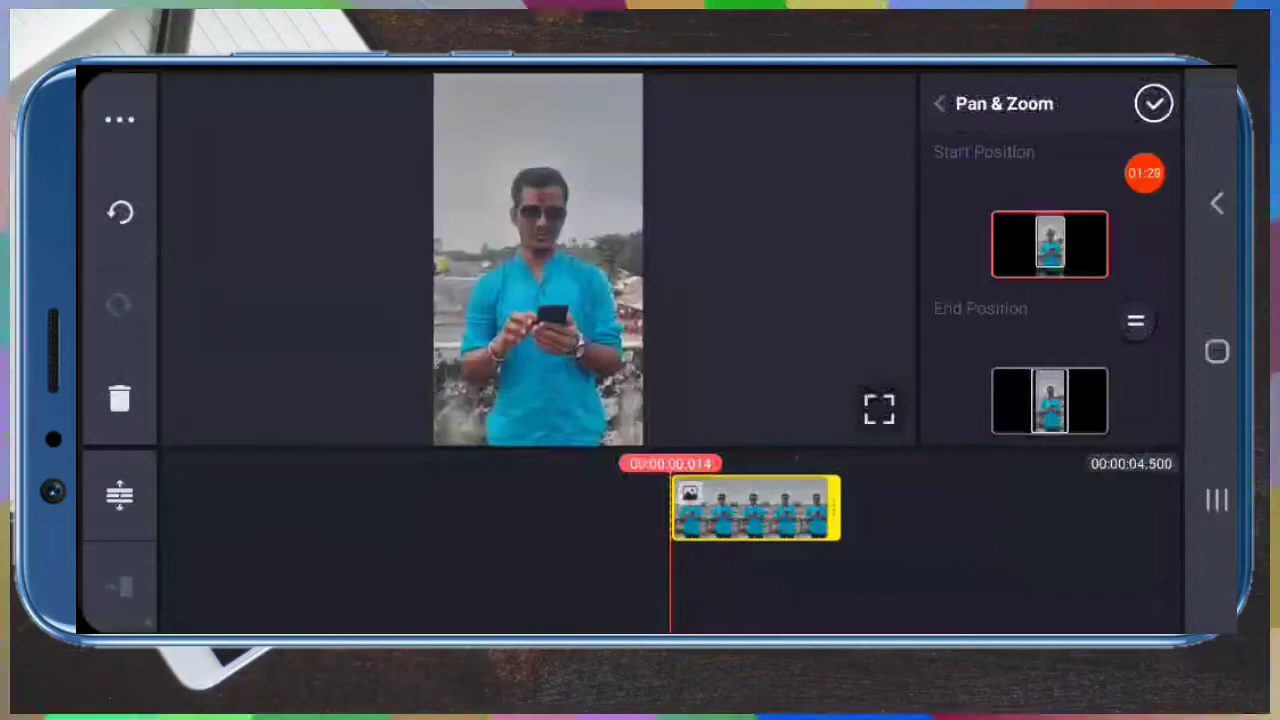 Pan & Zoom
Start Position
01:29
End Position
00:00:00.014
00:00:04.500